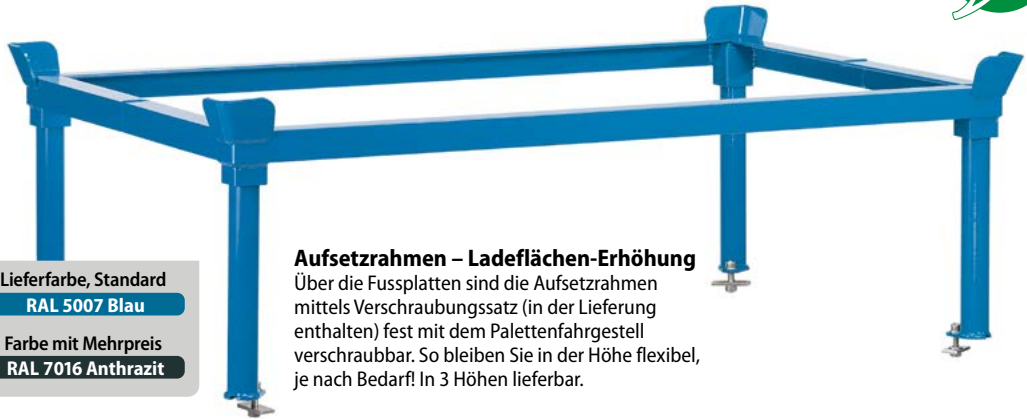 Lieferfarbe, Standard
RAL 5007 Blau
Farbe mit Mehrpreis
RAL 7016 Anthrazit
Aufsetzrahmen – Ladeflächen-Erhöhung
Über die Fussplatten sind die Aufsetzrahmen
mittels Verschraubungssatz (in der Lieferung
enthalten) fest mit dem Palettenfahrgestell
verschraubbar. So bleiben Sie in der Höhe flexibel,
je nach Bedarf! In 3 Höhen lieferbar.